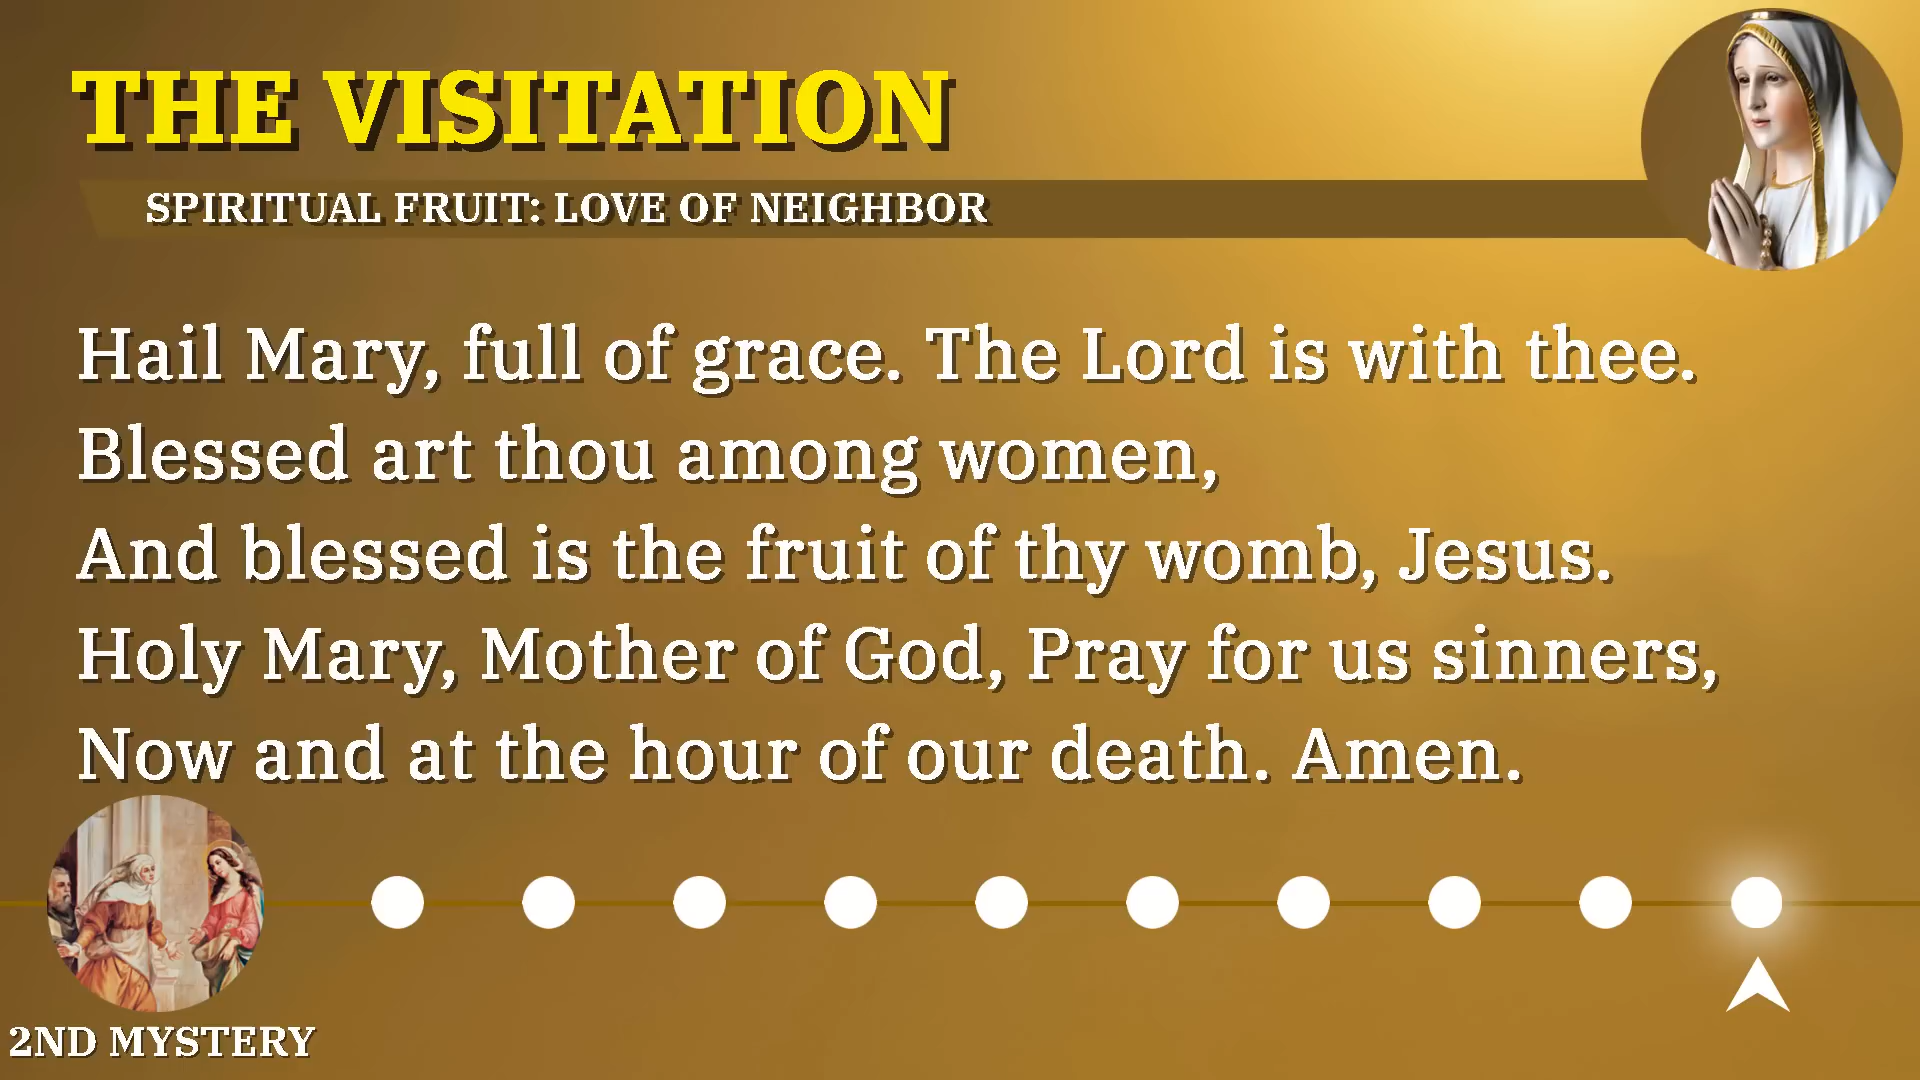 THE VISITATION
SPIRITUAL FRUIT: LOVE OF NEIGHBOR
Hail Mary, full of grace. The Lord is with thee.
Blessed art thou among women,
And blessed is the fruit of thy womb, Jesus.
Holy Mary, Mother of God, Pray for us sinners,
Now and at the hour of our death. Amen.
2ND MYSTERY